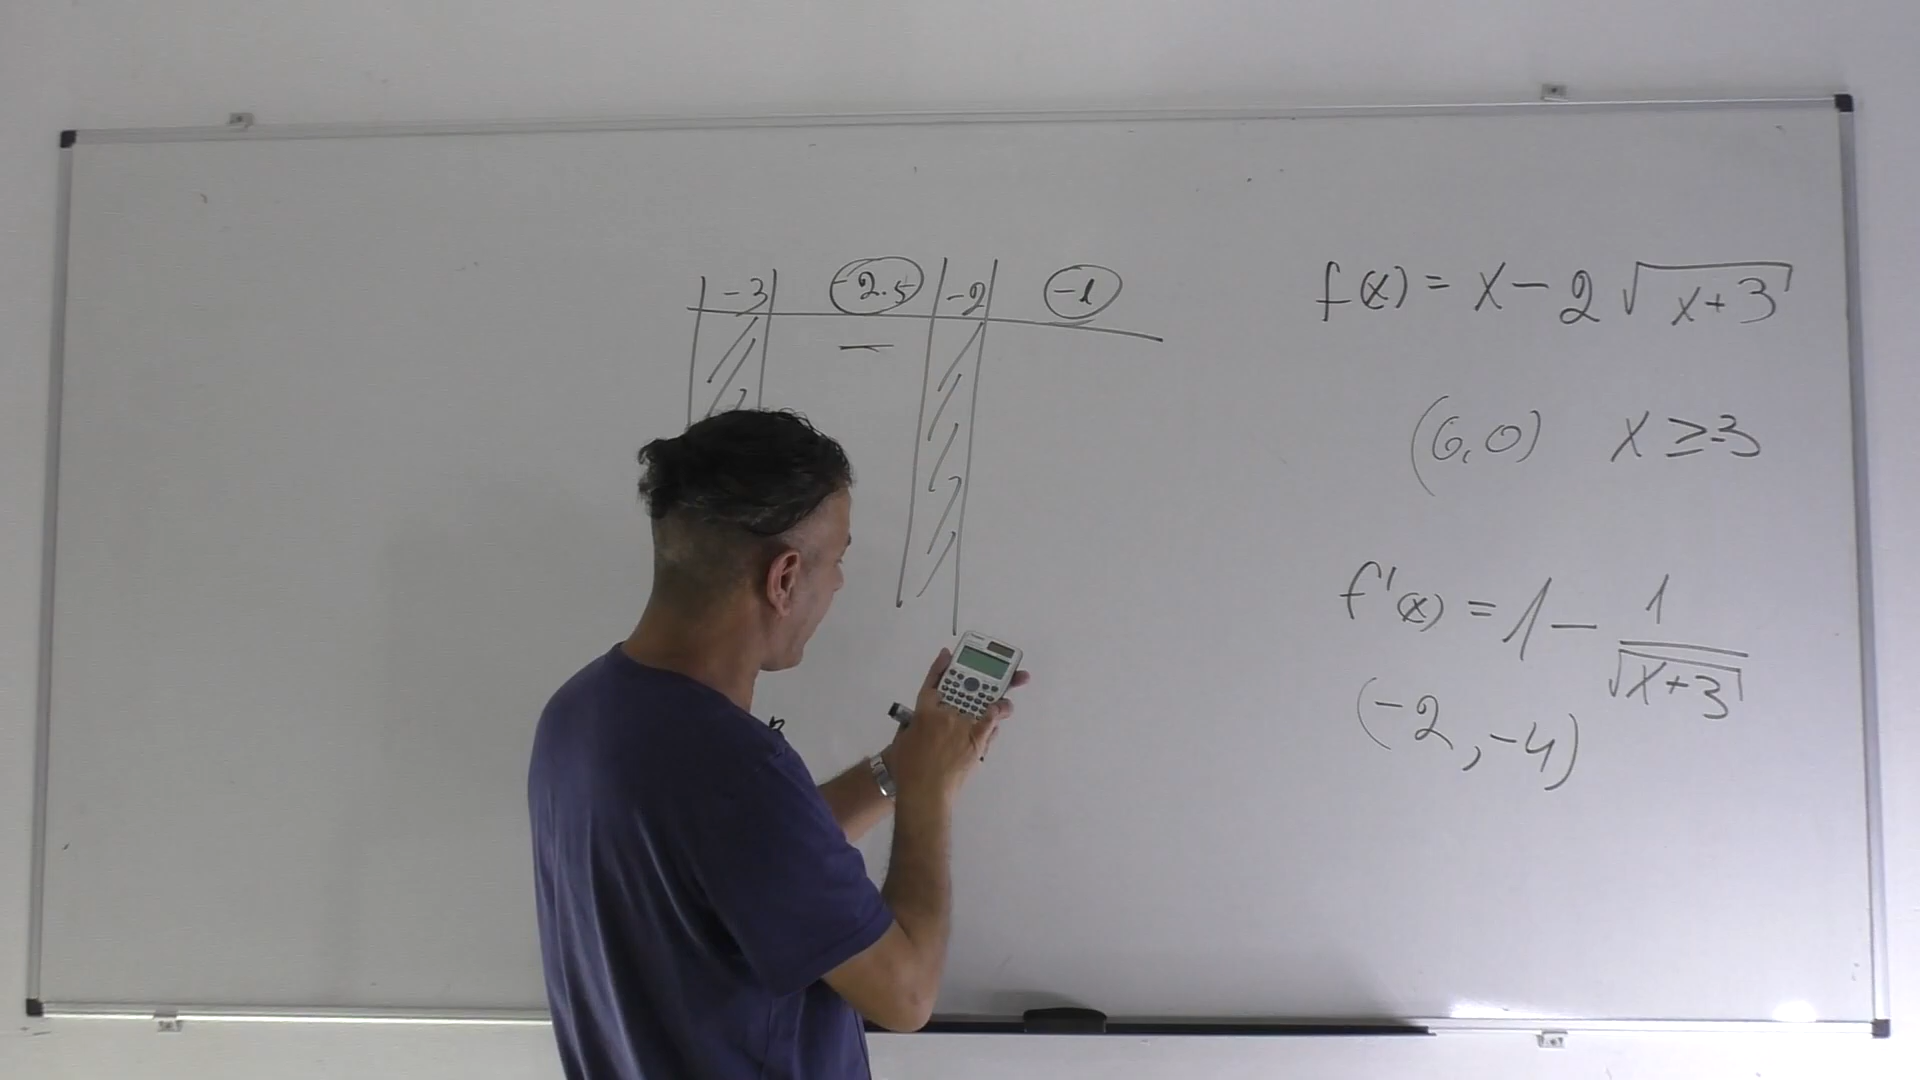 -3 | -2.5 | -2 | -1
—
f(x) = x - 2√(x+3)
(6,0) x ≥ -3
f'(x) = 1 - 1/√(x+3)
(-2,-4)